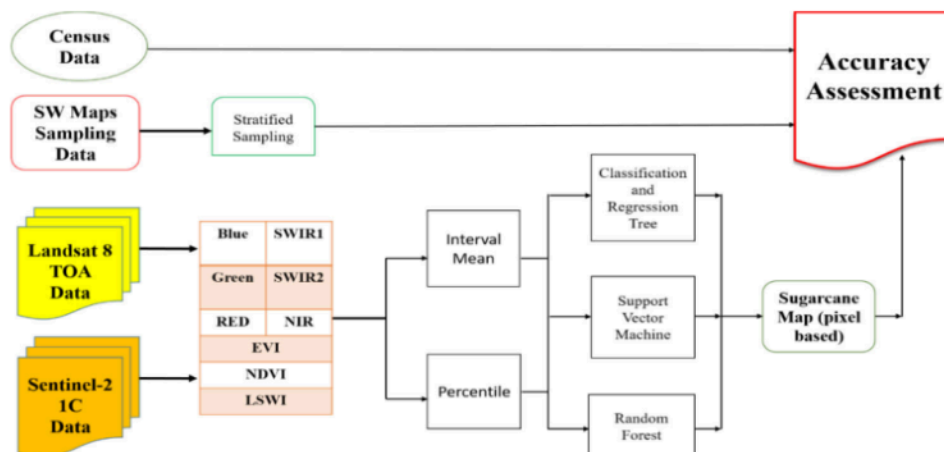 Census
Data
Accuracy
Assessment
SW Maps
Sampling
Data
Stratified
Sampling
Landsat 8
TOA
Data
Sentinel-2
1C
Data
Blue SWIR1
Green SWIR2
RED NIR
EVI
NDVI
LSWI
Interval
Mean
Percentile
Classification
and
Regression
Tree
Support
Vector
Machine
Random
Forest
Sugarcane
Map (pixel
based)